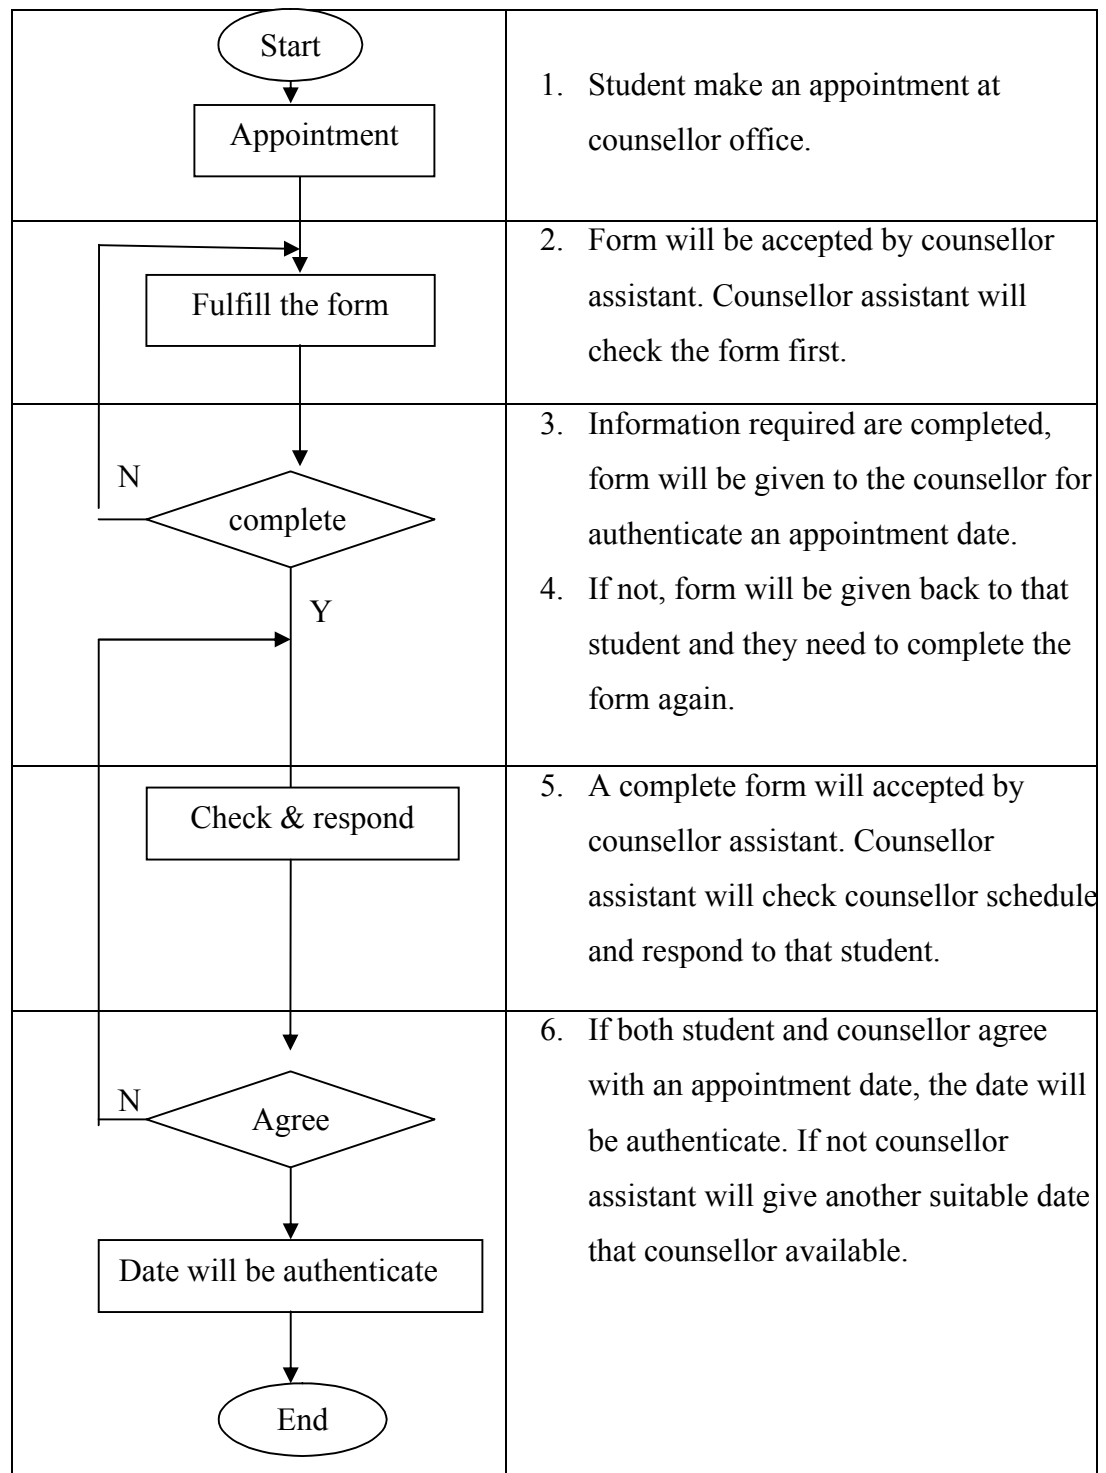 Start
Appointment
1. Student make an appointment at
counsellor office.
Fulfill the form
2. Form will be accepted by counsellor
assistant. Counsellor assistant will
check the form first.
N
complete
Y
3. Information required are completed,
form will be given to the counsellor for
authenticate an appointment date.
4. If not, form will be given back to that
student and they need to complete the
form again.
Check & respond
5. A complete form will accepted by
counsellor assistant. Counsellor
assistant will check counsellor schedule
and respond to that student.
N
Agree
Date will be authenticate
End
6. If both student and counsellor agree
with an appointment date, the date will
be authenticate. If not counsellor
assistant will give another suitable date
that counsellor available.